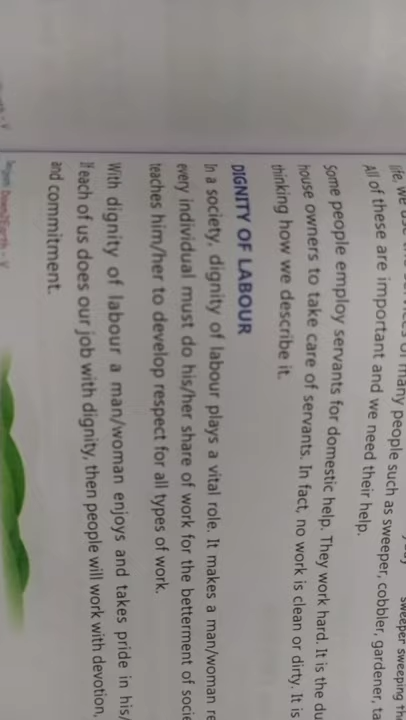 life, we use the services of many people such as sweeper, cobbler, gardener,
All of these are important and we need their help.
sweeper sweeping
Some people employ servants for domestic help. They work hard. It is the
house owners to take care of servants. In fact, no work is clean or dirty. It is
thinking how we describe it.
DIGNITY OF LABOUR
In a society, dignity of labour plays a vital role. It makes a man/woman
every individual must do his/her share of work for the betterment of
teaches him/her to develop respect for all types of work.
With dignity of labour a man/woman enjoys and takes pride in his/
If each of us does our job with dignity, then people will work with devotion,
and commitment.